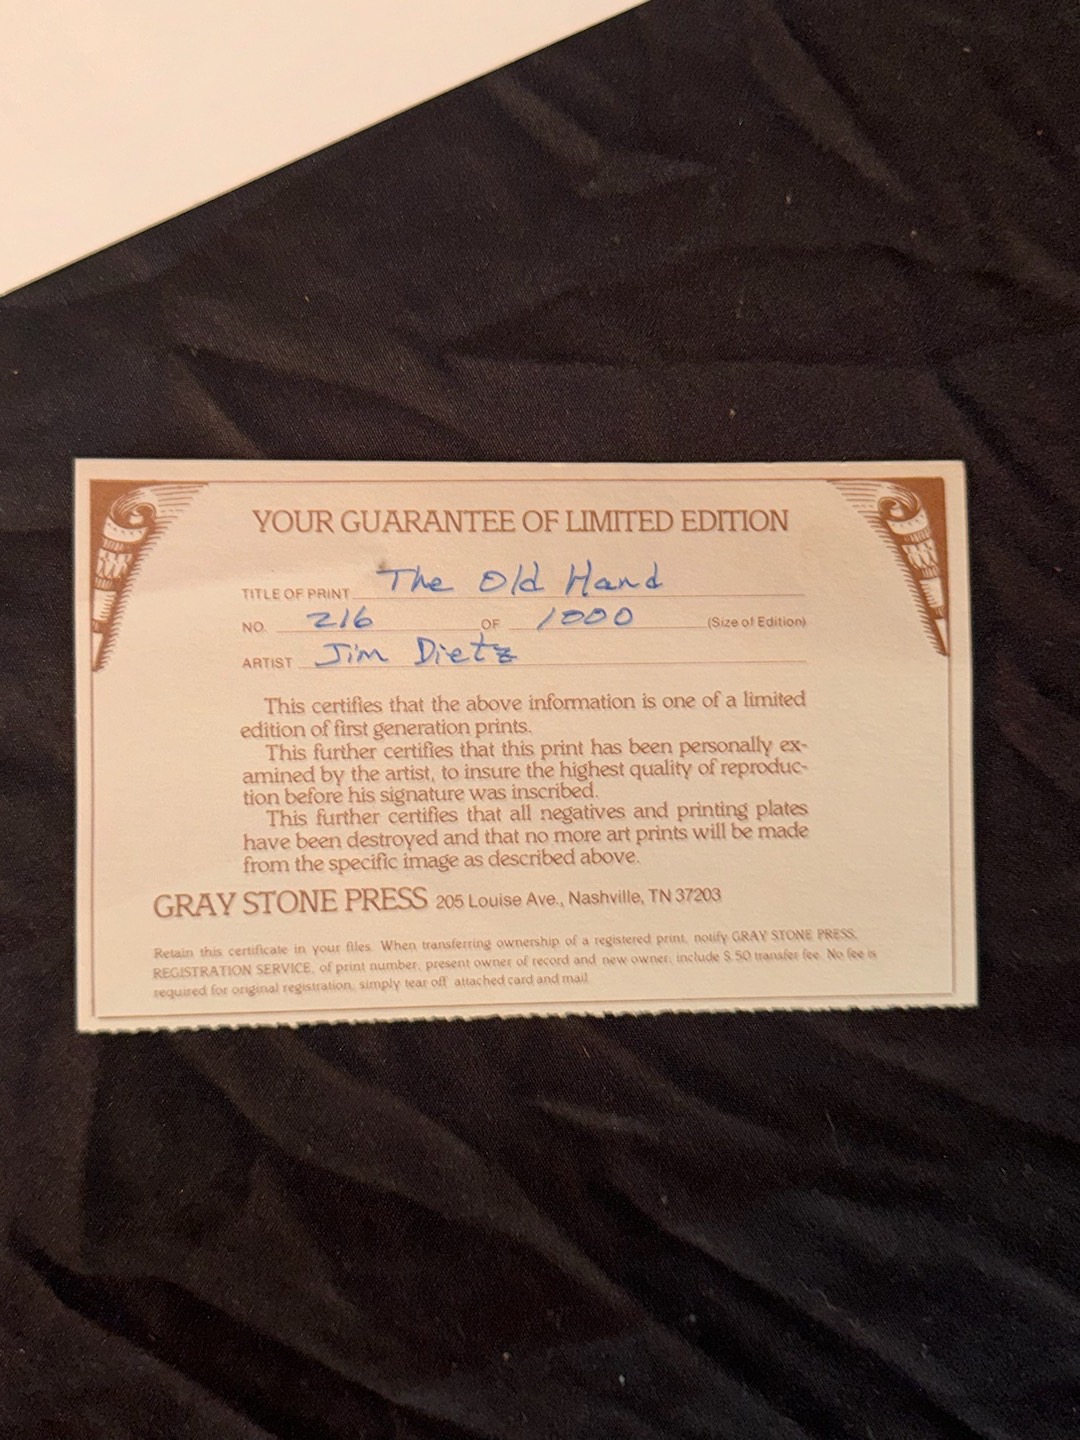 YOUR GUARANTEE OF LIMITED EDITION
TITLE OF PRINT The Old Hand
NO. 216 OF 1000 (Size of Edition)
ARTIST Jim Dietz
This certifies that the above information is one of a limited
edition of first generation prints.
This further certifies that this print has been personally ex-
amined by the artist, to insure the highest quality of reproduc-
tion before his signature was inscribed.
This further certifies that all negatives and printing plates
have been destroyed and that no more art prints will be made
from the specific image as described above.
GRAY STONE PRESS 205 Louise Ave., Nashville, TN 37203
Retain this certificate in your files. When transferring ownership of a registered print, notify GRAY STONE PRESS,
REGISTRATION SERVICE, of print number, present owner of record and new owner, include $.50 transfer fee. No fee is
required for original registration, simply tear off attached card and mail